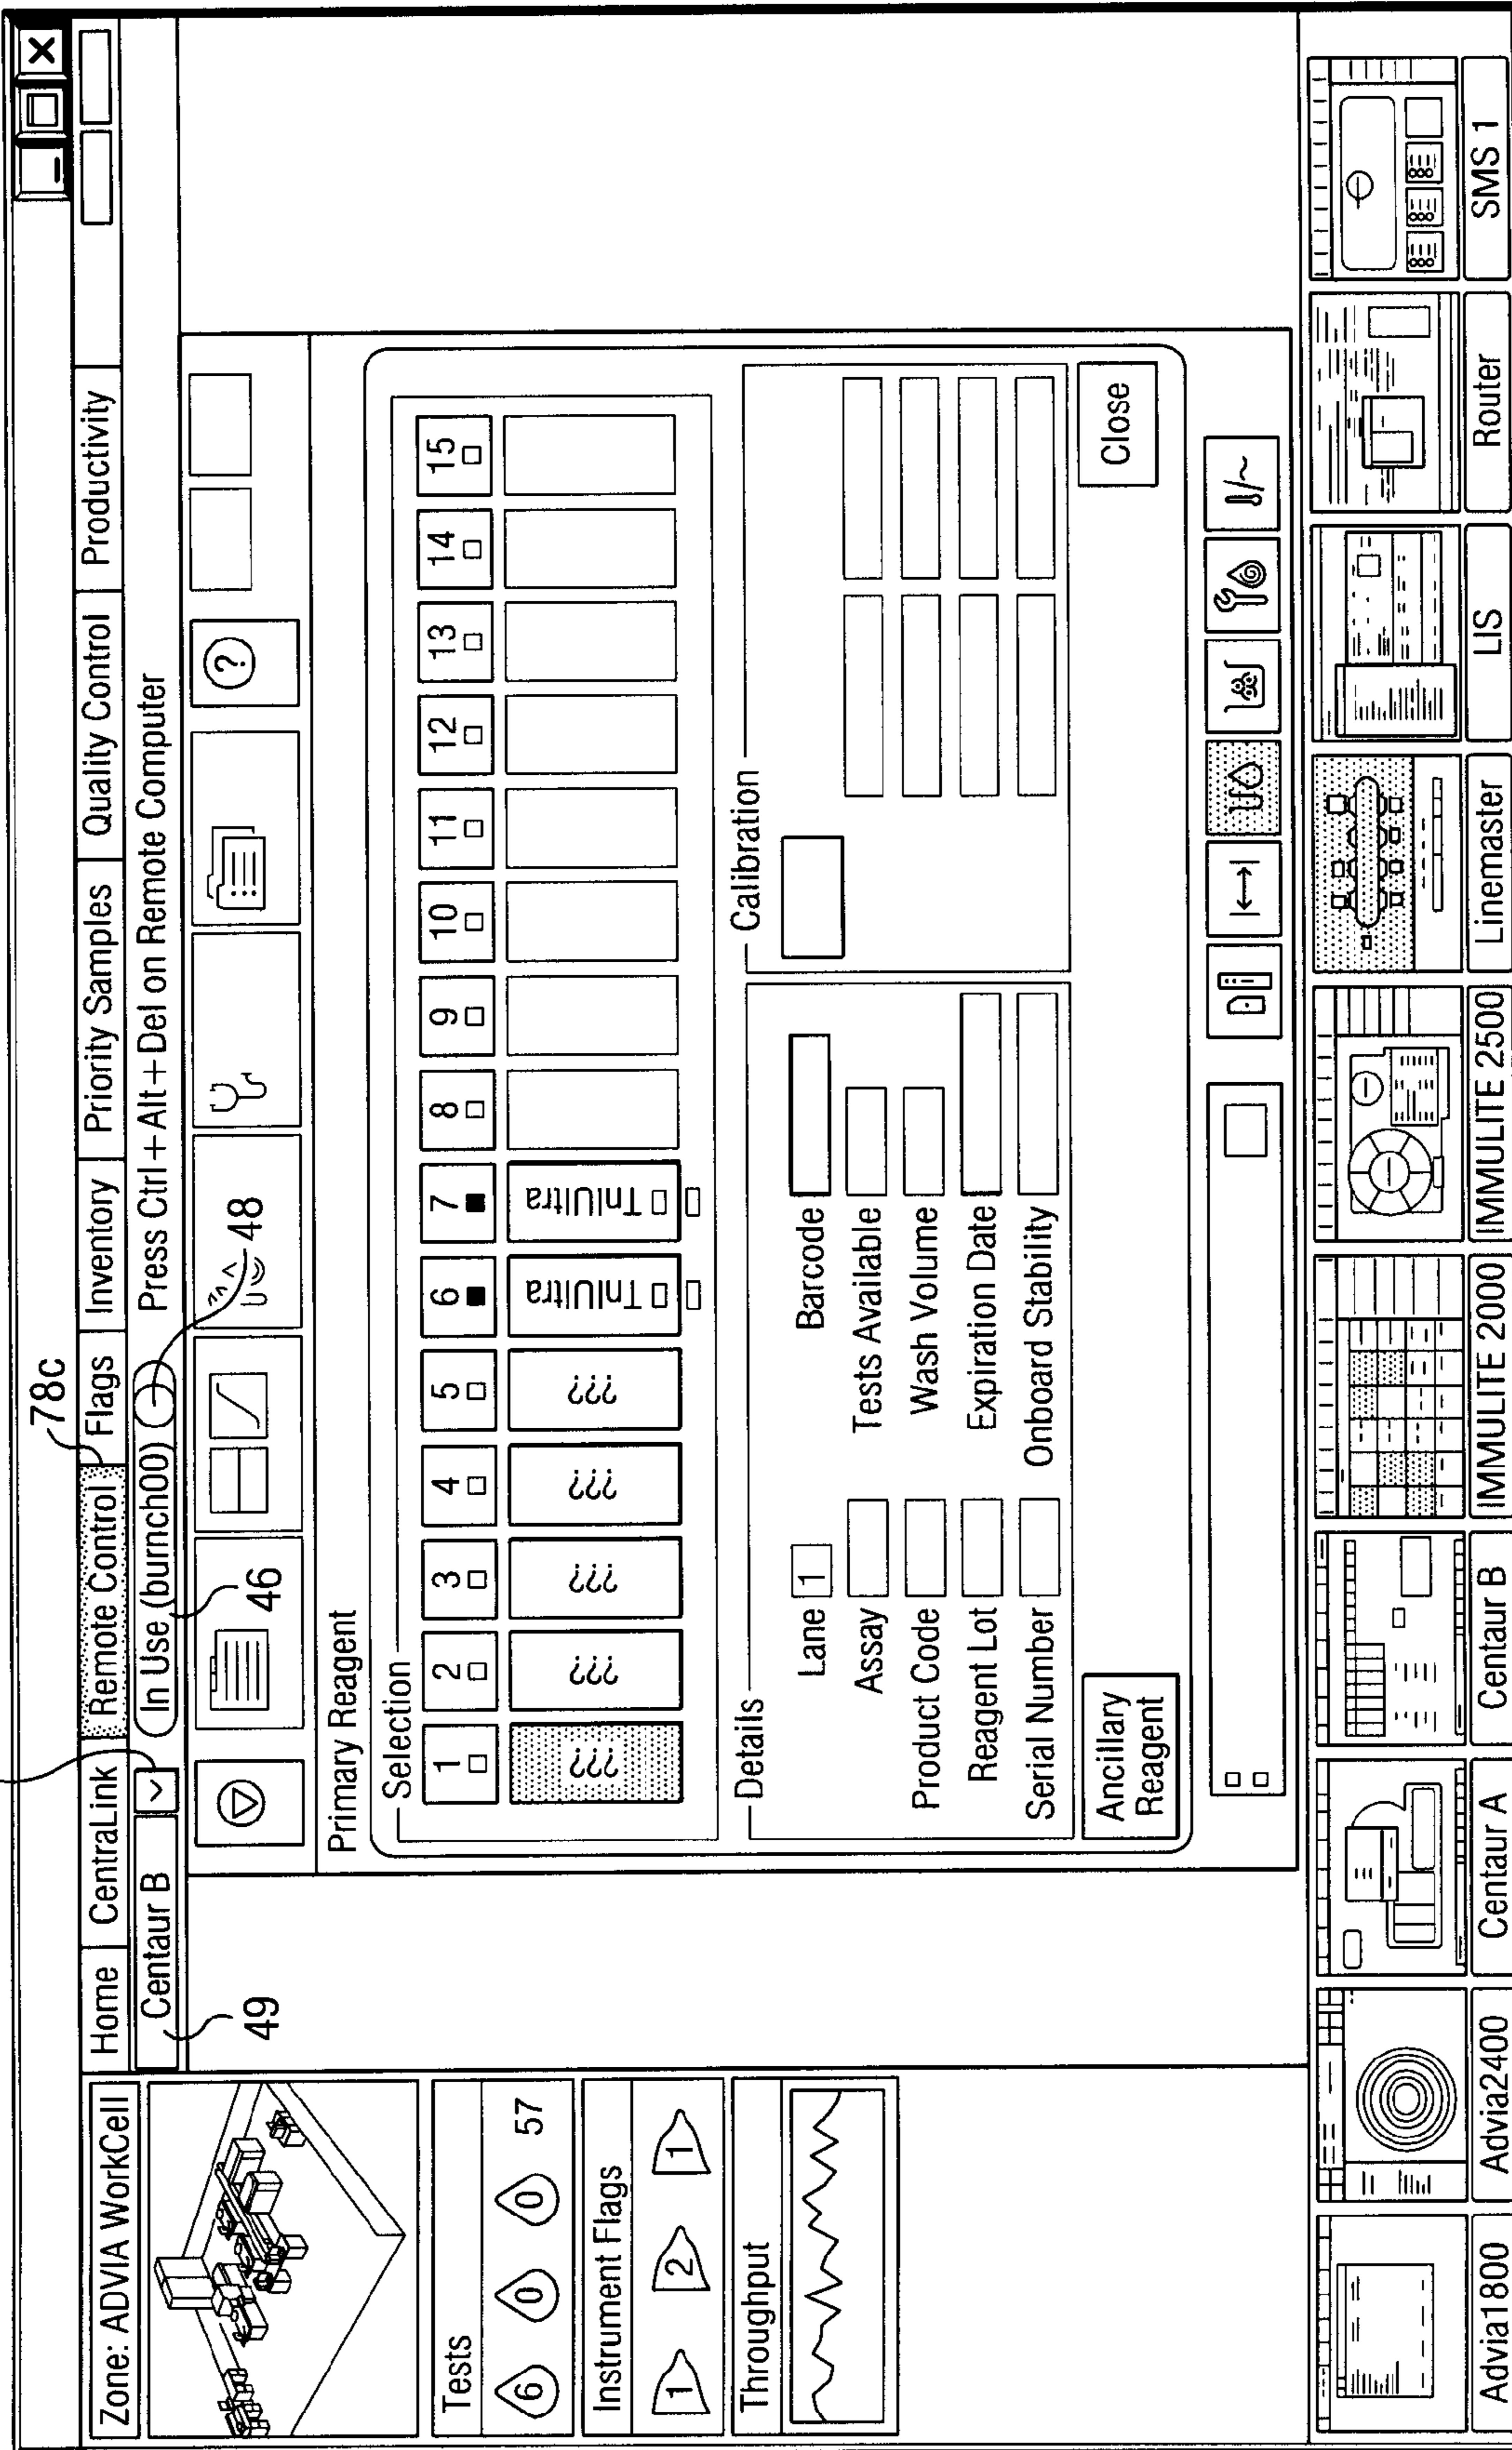 78c
Home CentraLink Remote Control Flags Inventory Priority Samples Quality Control Productivity
Centaur B In Use (burnch00) Press Ctrl+Alt+Del on Remote Computer
49
46
48
?
Zone: ADVIA WorkCell
Tests
6 0 0 57
Instrument Flags
1 2 1
Throughput
Primary Reagent
Selection
1 2 3 4 5 6 7 8 9 10 11 12 13 14 15
??? ??? ??? ??? ??? TnIUltra TnIUltra
Details
Lane 1 Barcode
Assay Tests Available
Product Code Wash Volume
Reagent Lot Expiration Date
Serial Number Onboard Stability
Calibration
Ancillary
Reagent
Close
Advia1800 Advia2400 Centaur A Centaur B IMMULITE 2000 IMMULITE 2500 Linemaster LIS Router SMS 1